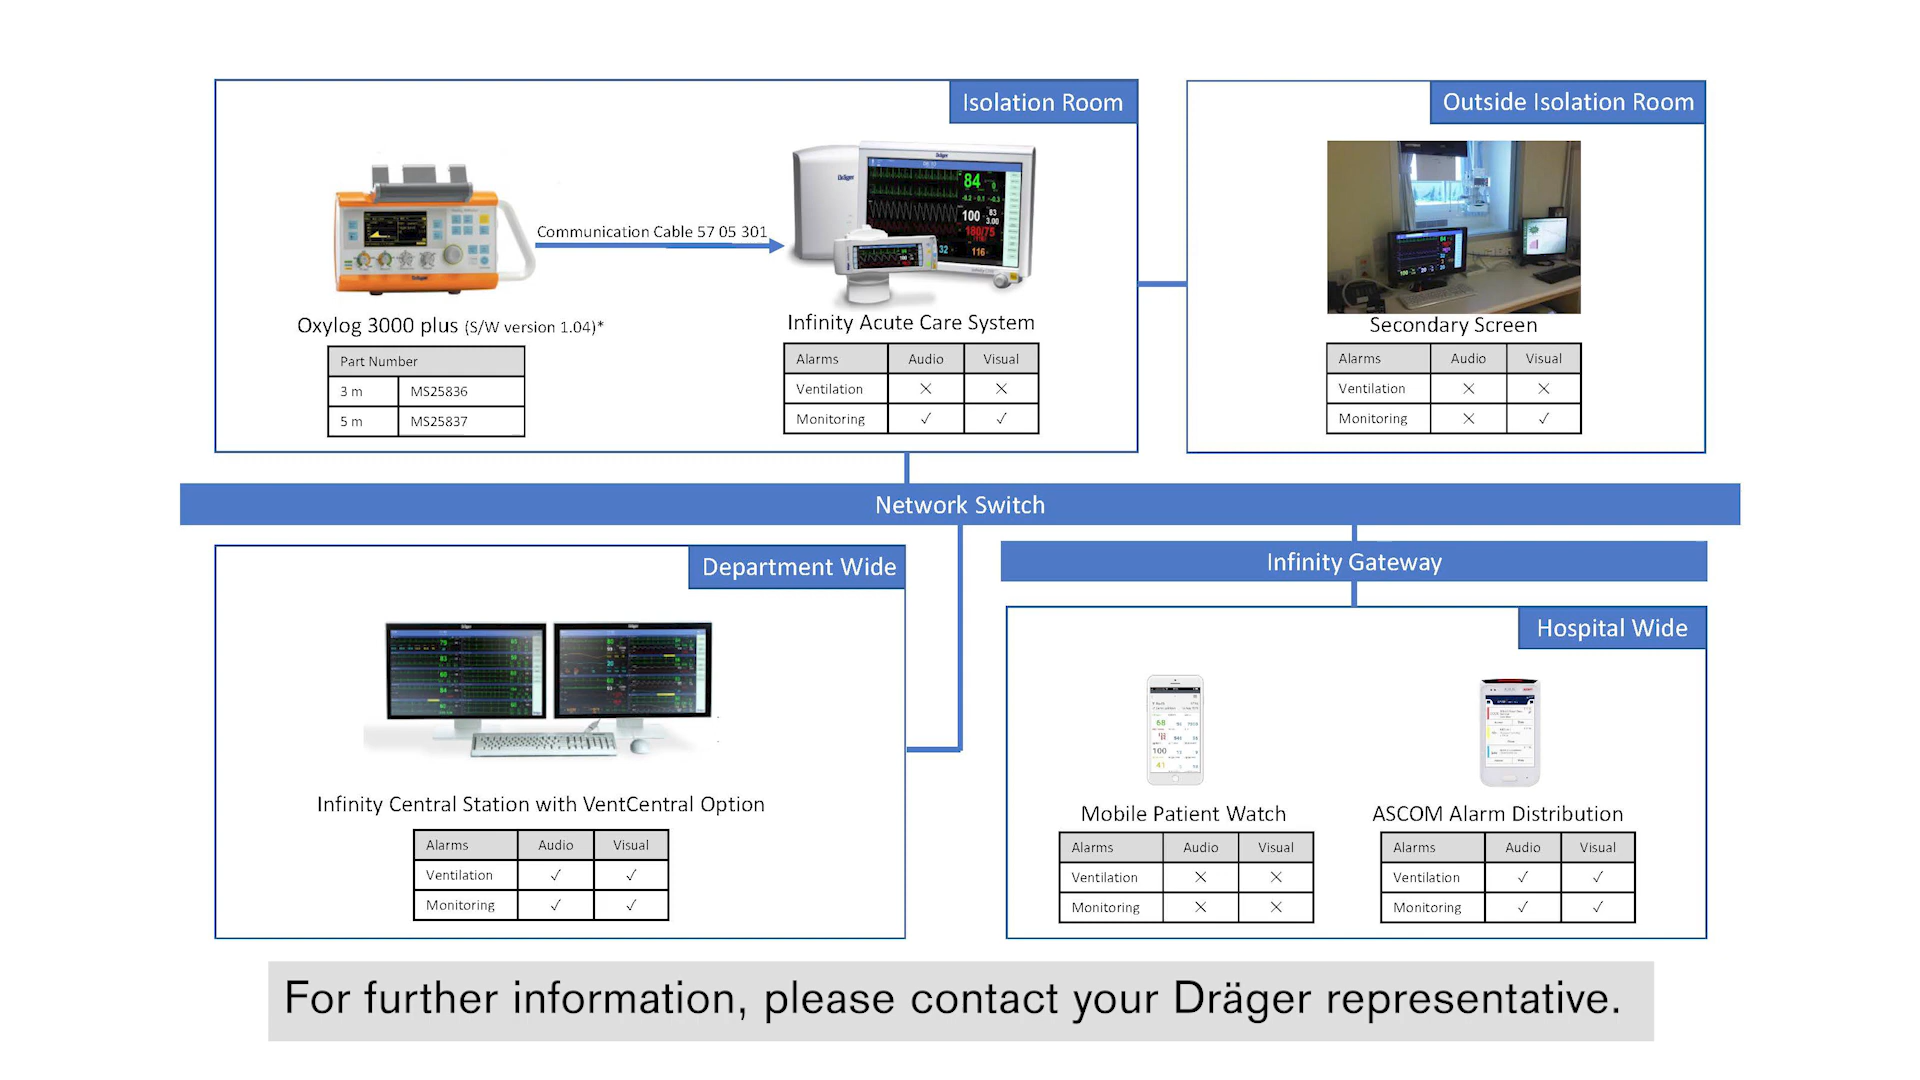 Isolation Room
Communication Cable 57 05 301
Oxylog 3000 plus (S/W version 1.04)*
Part Number
3 m MS25836
5 m MS25837
Dräger
Infinity Acute Care System
Alarms Audio Visual
Ventilation ✕ ✕
Monitoring ✓ ✓
Outside Isolation Room
Secondary Screen
Alarms Audio Visual
Ventilation ✕ ✕
Monitoring ✕ ✓
Network Switch
Department Wide
Infinity Central Station with VentCentral Option
Alarms Audio Visual
Ventilation ✓ ✓
Monitoring ✓ ✓
Infinity Gateway
Hospital Wide
Mobile Patient Watch
Alarms Audio Visual
Ventilation ✕ ✕
Monitoring ✕ ✕
ASCOM Alarm Distribution
Alarms Audio Visual
Ventilation ✓ ✓
Monitoring ✓ ✓
For further information, please contact your Dräger representative.